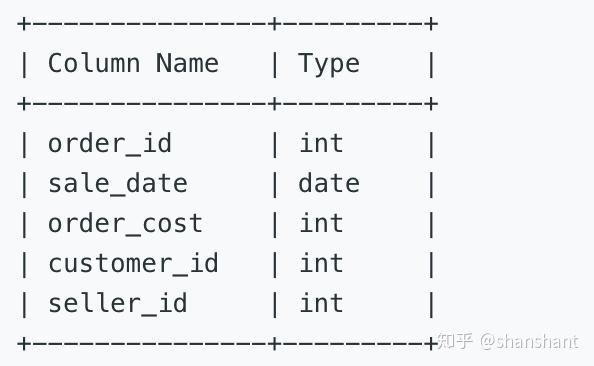 +---------------+---------+
| Column Name   | Type    |
+---------------+---------+
| order_id      | int     |
| sale_date     | date    |
| order_cost    | int     |
| customer_id   | int     |
| seller_id     | int     |
+---------------+---------+
知乎 @shanshant